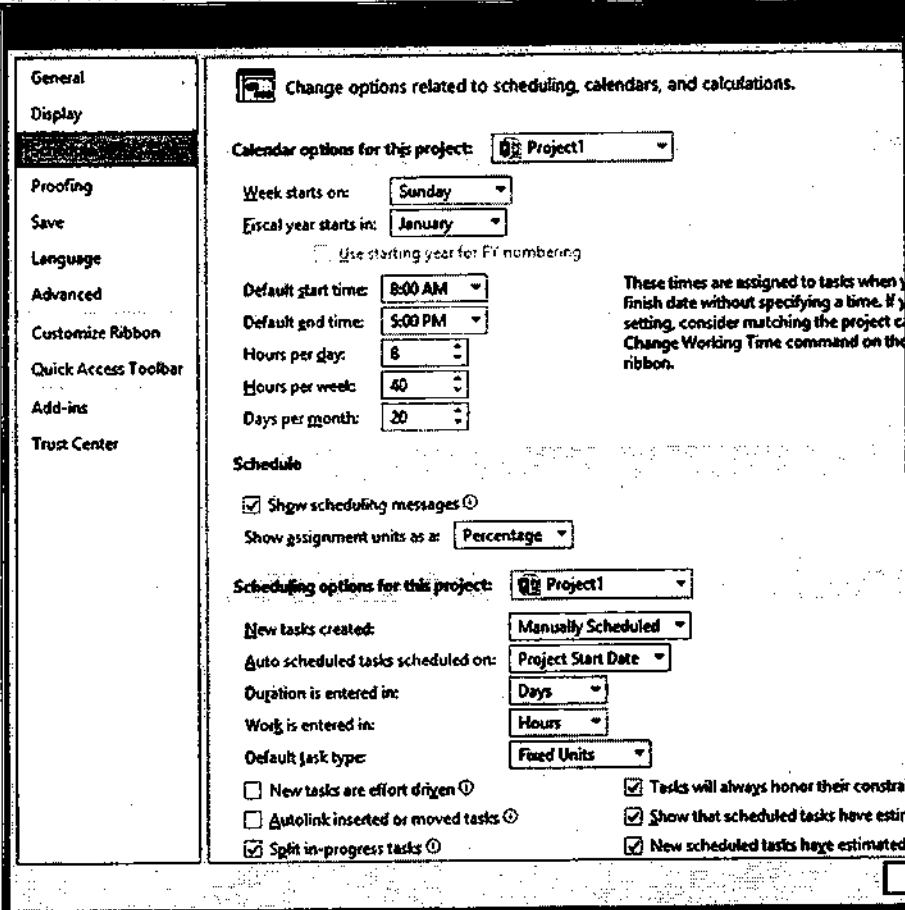 General
Display
Proofing
Save
Language
Advanced
Customize Ribbon
Quick Access Toolbar
Add-ins
Trust Center
Change options related to scheduling, calendars, and calculations.
Calendar options for this project: Project1
Week starts on: Sunday
Fiscal year starts in: January
Use starting year for FY numbering
Default start time: 8:00 AM
Default end time: 5:00 PM
Hours per day: 8
Hours per week: 40
Days per month: 20
These times are assigned to tasks when y
finish date without specifying a time. If y
setting, consider matching the project ca
Change Working Time command on the
ribbon.
Schedule
Show scheduling messages
Show assignment units as a: Percentage
Scheduling options for this project: Project1
New tasks created: Manually Scheduled
Auto scheduled tasks scheduled on: Project Start Date
Duration is entered in: Days
Work is entered in: Hours
Default task type: Fixed Units
New tasks are effort driven
Autolink inserted or moved tasks
Split in-progress tasks
Tasks will always honor their constrai
Show that scheduled tasks have estim
New scheduled tasks have estimated